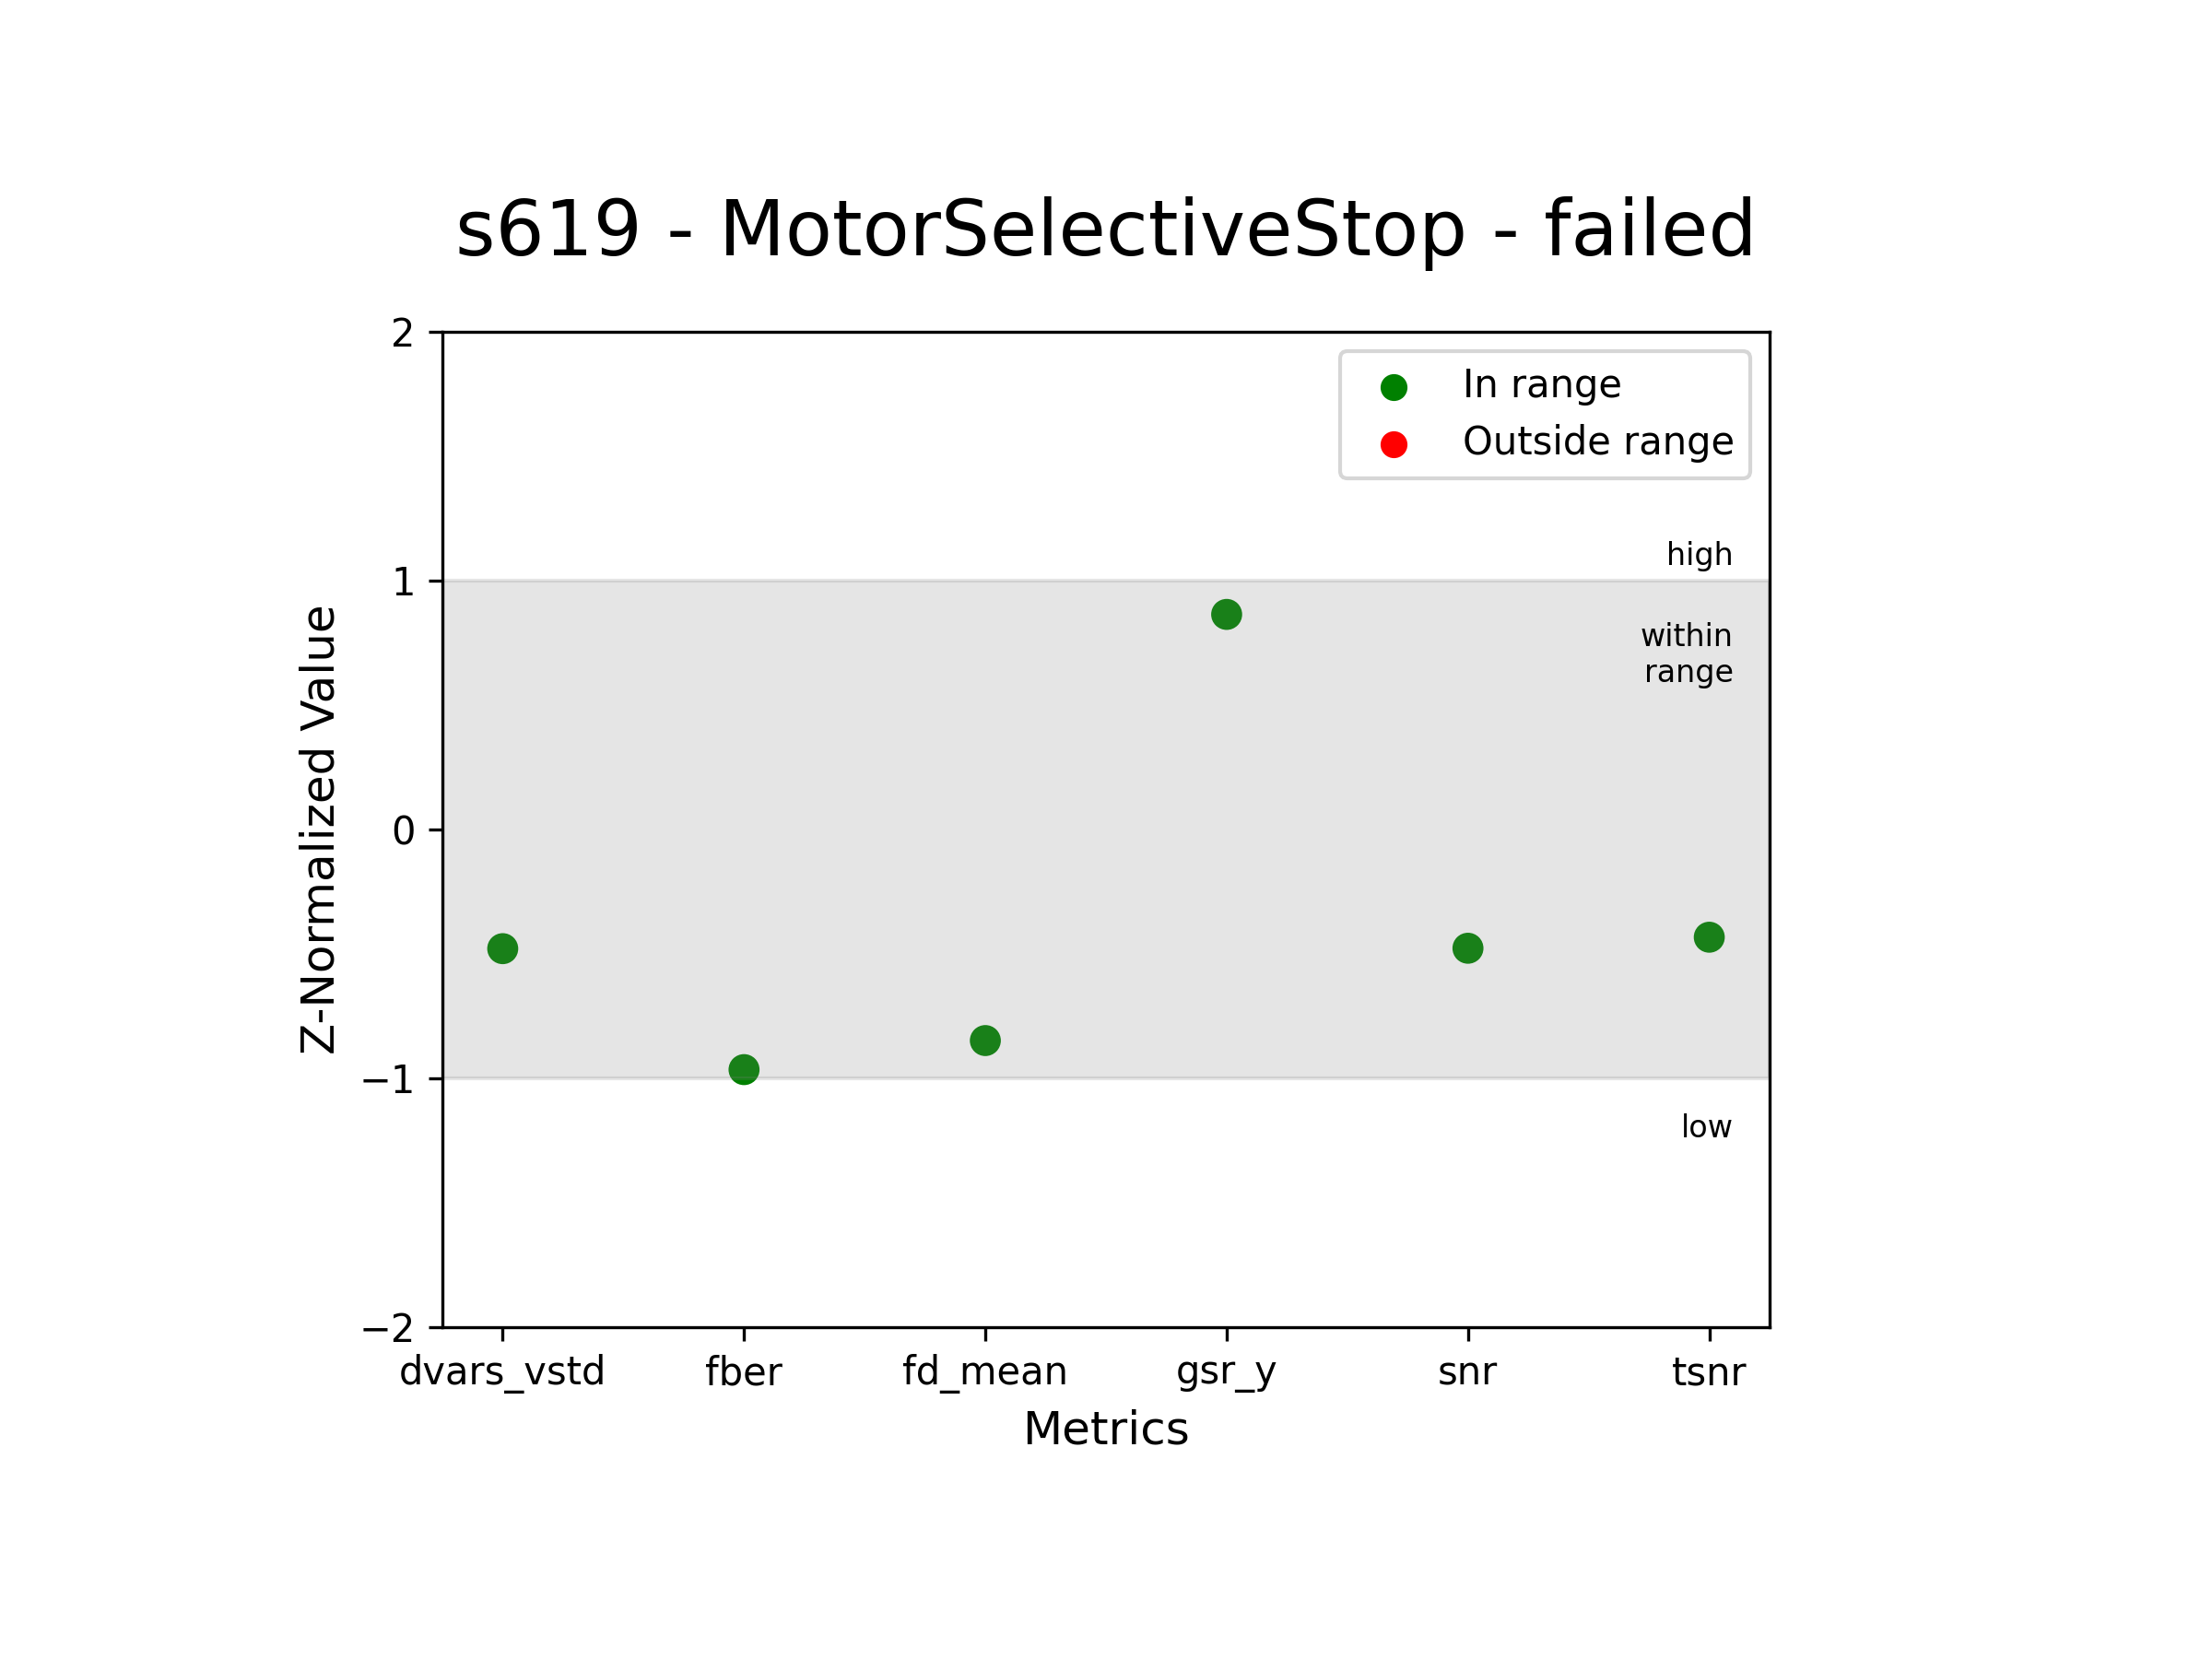 s619 - MotorSelectiveStop - failed
2
In range
Outside range
high
1
within
range
Z-Normalized Value
0
−1
low
−2
dvars_vstd fber fd_mean gsr_y snr tsnr
Metrics